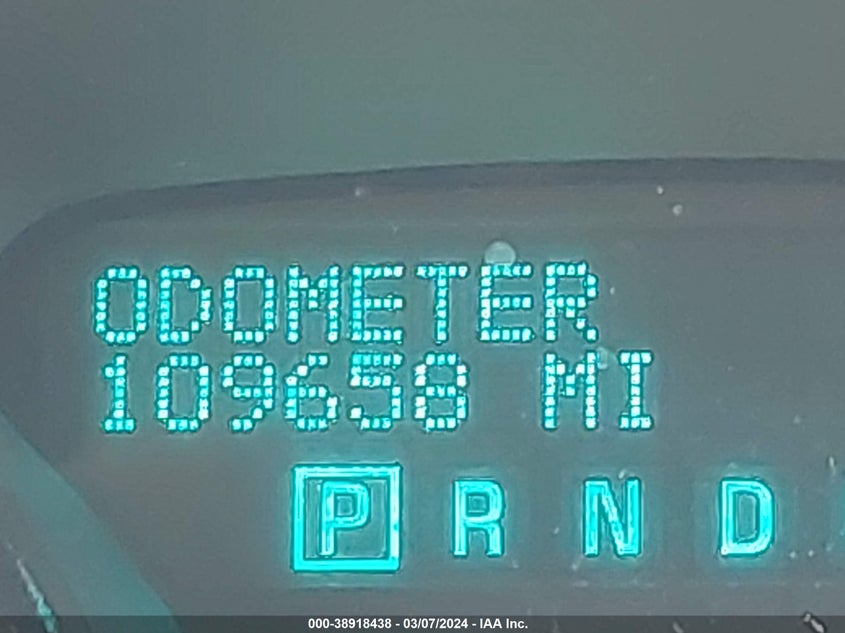 ODOMETER
109658 MI
P R N D
000-38918438 - 03/07/2024 - IAA Inc.